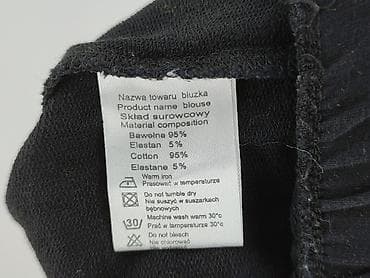 Nazwa towaru bluzka
Product name blouse
Skład surowcowy
Material composition
Bawełna 95%
Elastan 5%
Cotton 95%
Elastane 5%
Warm iron
Prasować w temperaturze
Do not tumble dry
Nie suszyć w suszarkach
bębnowych
Machine wash warm 30°c
30
Prać w temperaturze 30°c
Do not bleach
Nie chlorować